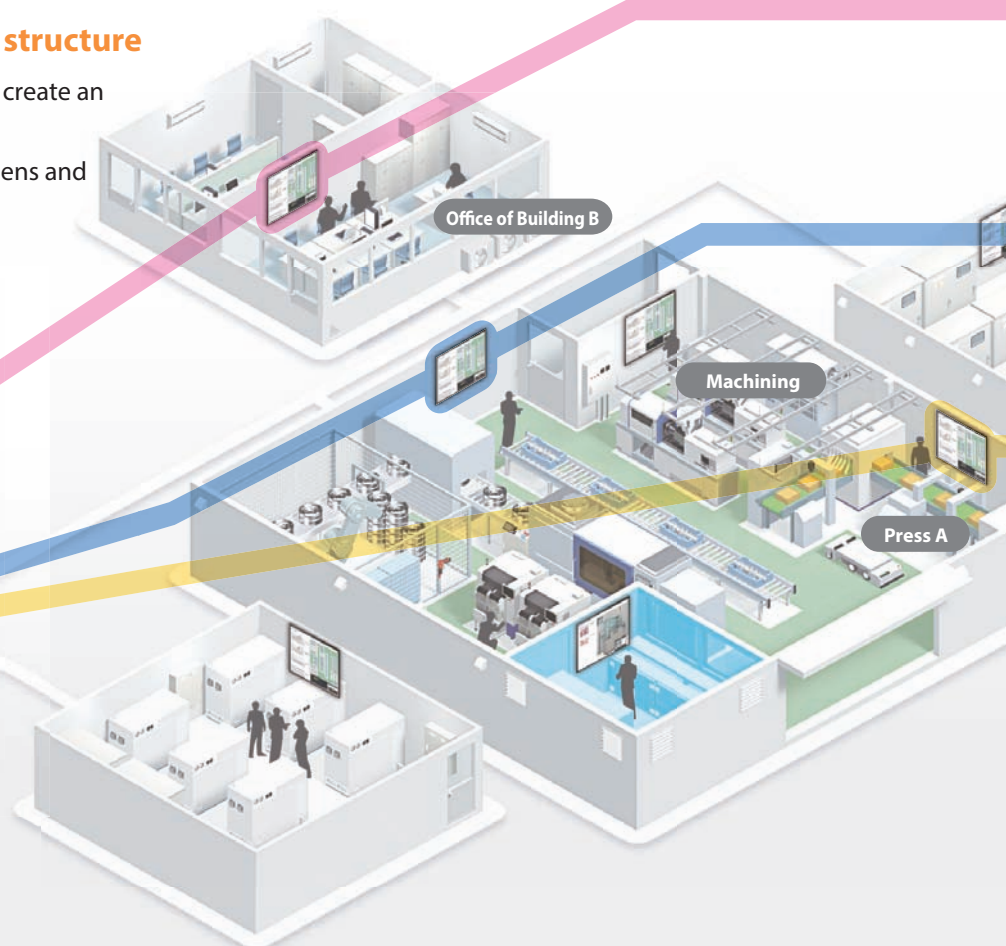 structure
create an
ens and
Office of Building B
Machining
Press A